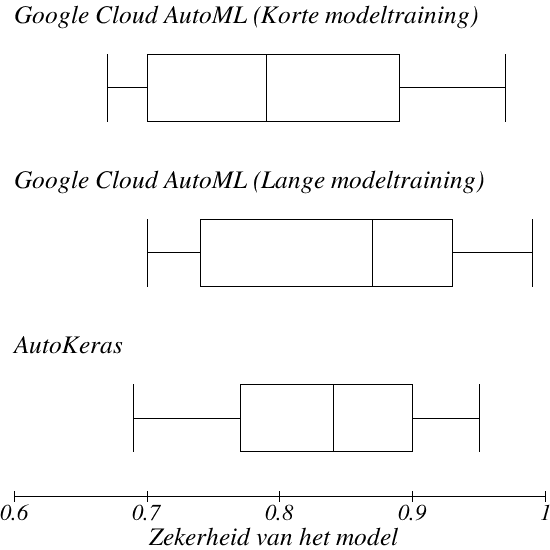 Google Cloud AutoML (Korte modeltraining)
Google Cloud AutoML (Lange modeltraining)
AutoKeras
0.6 0.7 0.8 0.9 1
Zekerheid van het model